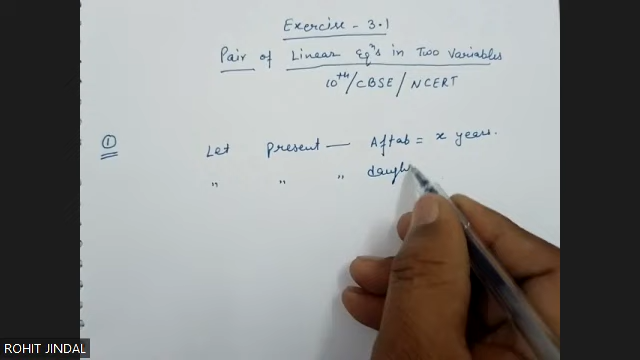 Exercise - 3.1
Pair of Linear Eqⁿs in Two Variables
10th/CBSE/NCERT
① Let Present — Aftab = x years.
" " " daugh
ROHIT JINDAL